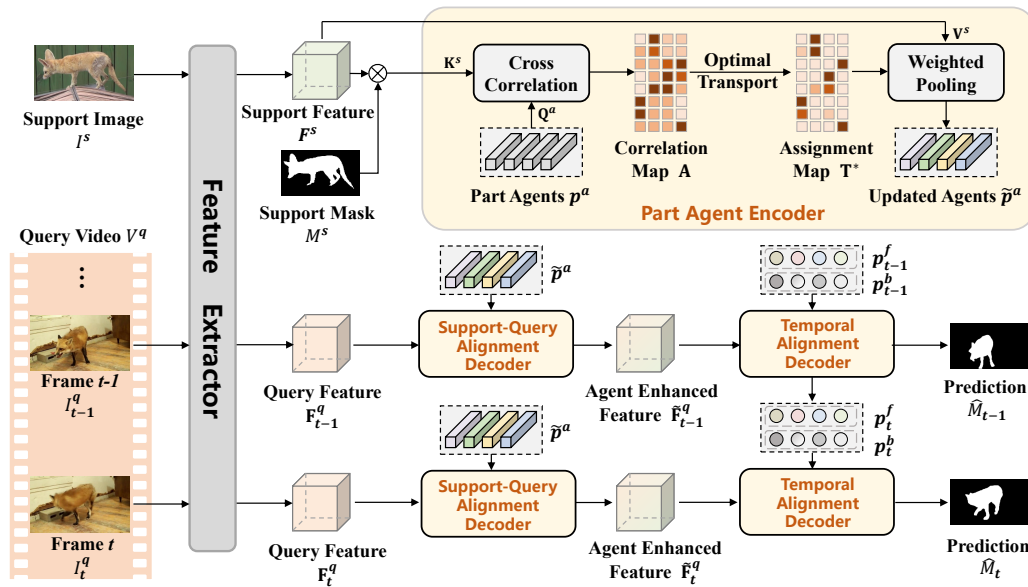 Support Image
I^s
Support Feature
F^s
Support Mask
M^s
Feature Extractor
K^s
V^s
Cross
Correlation
Q^a
Part Agents p^a
Correlation
Map A
Optimal
Transport
Assignment
Map T*
Weighted
Pooling
Updated Agents p̃^a
Part Agent Encoder
Query Video V^q
...
Frame t-1
I^q_{t-1}
Query Feature
F^q_{t-1}
p̃^a
Support-Query
Alignment
Decoder
Agent Enhanced
Feature F̃^q_{t-1}
p^f_{t-1}
p^b_{t-1}
Temporal
Alignment
Decoder
Prediction
M̂_{t-1}
Frame t
I^q_t
Query Feature
F^q_t
p̃^a
Support-Query
Alignment
Decoder
Agent Enhanced
Feature F̃^q_t
p^f_t
p^b_t
Temporal
Alignment
Decoder
Prediction
M̂_t